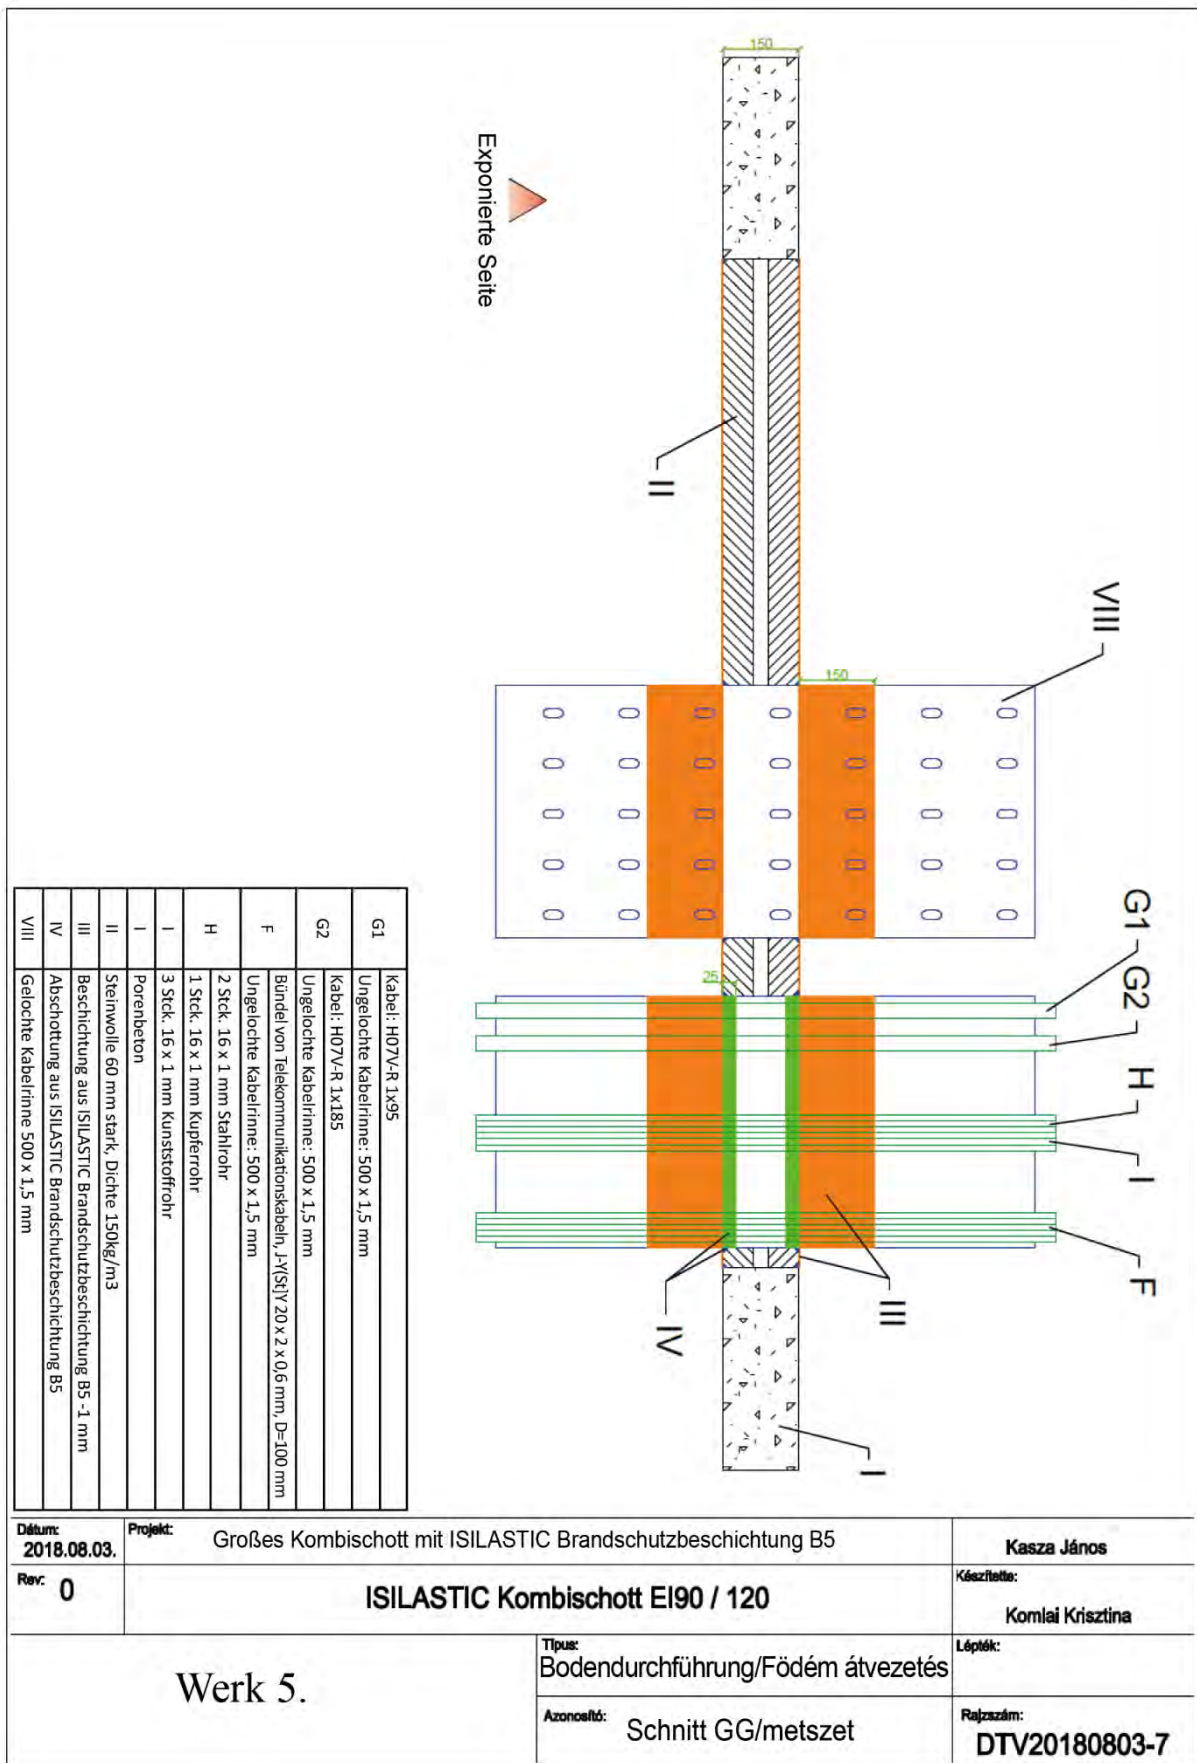 150
Exponierte Seite
II
VIII
150
G1
G2
H
I
F
25
III
IV
I
G1
Kabel: H07V-R 1x95
Ungelochte Kabelrinne: 500 x 1,5 mm
G2
Kabel: H07V-R 1x185
Ungelochte Kabelrinne: 500 x 1,5 mm
F
Bündel von Telekommunikationskabeln, J-Y(St)Y 20 x 2 x 0,6 mm, D=100 mm
Ungelochte Kabelrinne: 500 x 1,5 mm
H
2 Stck. 16 x 1 mm Stahlrohr
1 Stck. 16 x 1 mm Kupferrohr
I
3 Stck. 16 x 1 mm Kunststoffrohr
I
Porenbeton
II
Steinwolle 60 mm stark, Dichte 150kg/m3
III
Beschichtung aus ISILASTIC Brandschutzbeschichtung B5 -1 mm
IV
Abschottung aus ISILASTIC Brandschutzbeschichtung B5
VIII
Gelochte Kabelrinne 500 x 1,5 mm
Dátum:
2018.08.03.
Projekt:
Großes Kombischott mit ISILASTIC Brandschutzbeschichtung B5
Kasza János
Rev:
0
ISILASTIC Kombischott EI90 / 120
Készítette:
Komlai Krisztina
Werk 5.
Típus:
Bodendurchführung/Födém átvezetés
Lépték:
Azonosító:
Schnitt GG/metszet
Rajzszám:
DTV20180803-7